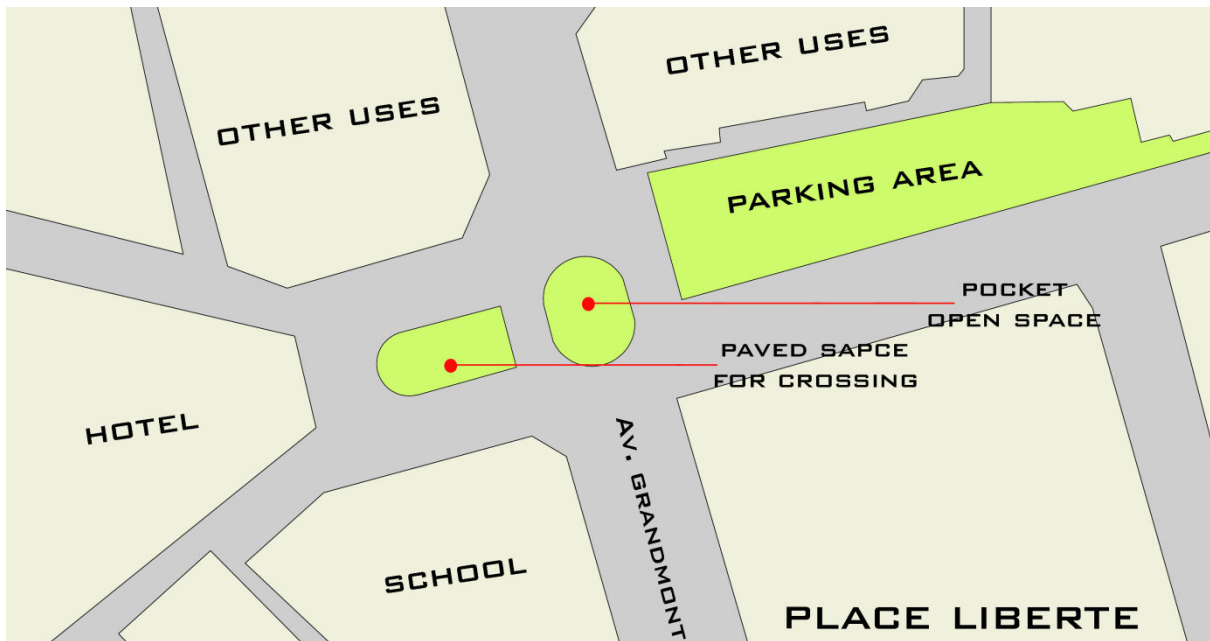 OTHER USES
OTHER USES
PARKING AREA
POCKET
OPEN SPACE
PAVED SAPCE
FOR CROSSING
HOTEL
AV. GRANDMONT
SCHOOL
PLACE LIBERTE